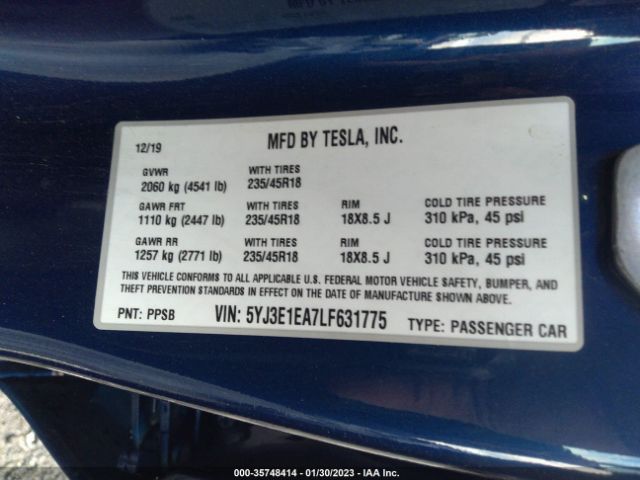 MFD BY TESLA, INC.
12/19
GVWR WITH TIRES
2060 kg (4541 lb) 235/45R18
GAWR FRT WITH TIRES RIM COLD TIRE PRESSURE
1110 kg (2447 lb) 235/45R18 18X8.5 J 310 kPa, 45 psi
GAWR RR WITH TIRES RIM COLD TIRE PRESSURE
1257 kg (2771 lb) 235/45R18 18X8.5 J 310 kPa, 45 psi
THIS VEHICLE CONFORMS TO ALL APPLICABLE U.S. FEDERAL MOTOR VEHICLE SAFETY, BUMPER, AND
THEFT PREVENTION STANDARDS IN EFFECT ON THE DATE OF MANUFACTURE SHOWN ABOVE.
PNT: PPSB VIN: 5YJ3E1EA7LF631775 TYPE: PASSENGER CAR
000-35748414 - 01/30/2023 - IAA Inc.